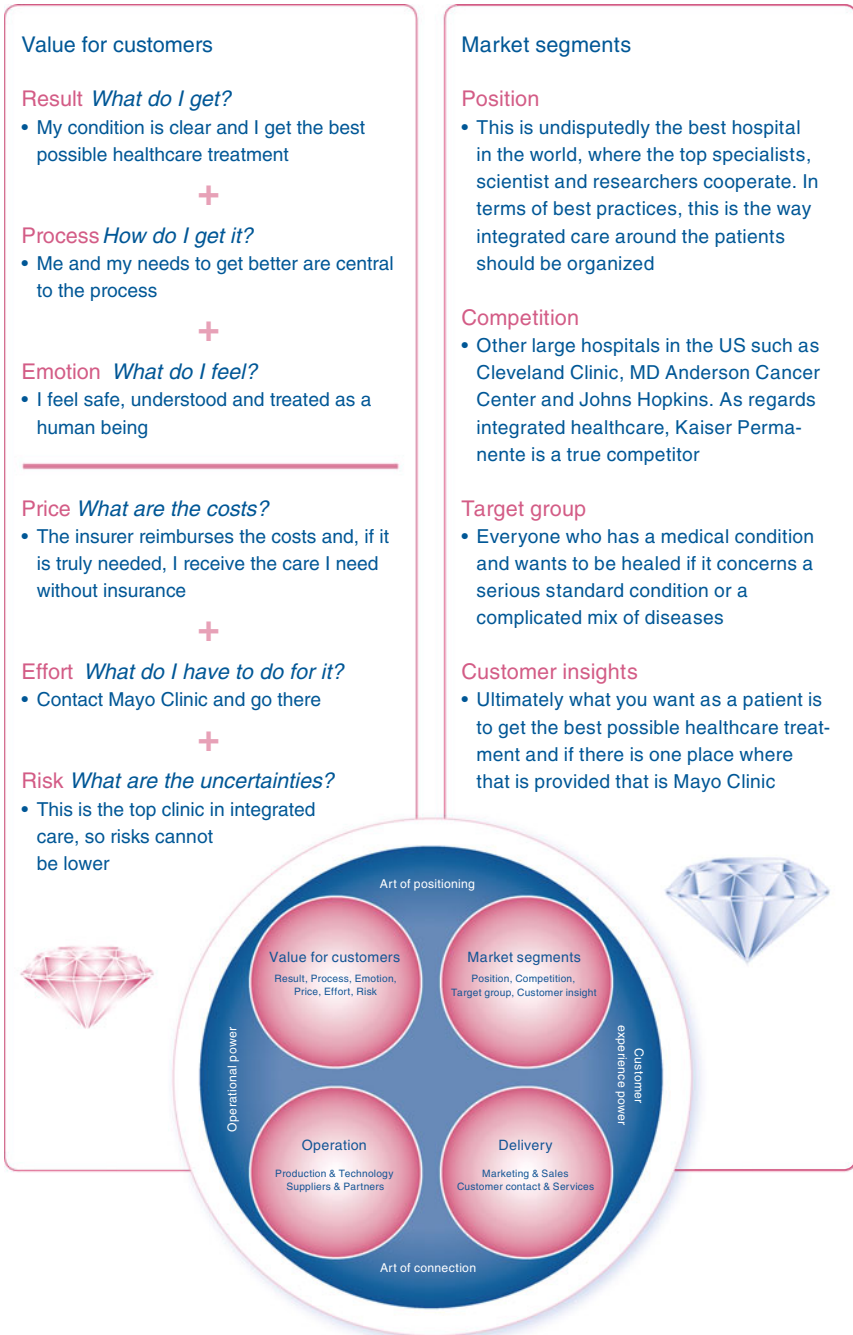 Value for customers
Result What do I get?
• My condition is clear and I get the best
possible healthcare treatment
+
Process How do I get it?
• Me and my needs to get better are central
to the process
+
Emotion What do I feel?
• I feel safe, understood and treated as a
human being
Price What are the costs?
• The insurer reimburses the costs and, if it
is truly needed, I receive the care I need
without insurance
+
Effort What do I have to do for it?
• Contact Mayo Clinic and go there
+
Risk What are the uncertainties?
• This is the top clinic in integrated
care, so risks cannot
be lower
Market segments
Position
• This is undisputedly the best hospital
in the world, where the top specialists,
scientist and researchers cooperate. In
terms of best practices, this is the way
integrated care around the patients
should be organized
Competition
• Other large hospitals in the US such as
Cleveland Clinic, MD Anderson Cancer
Center and Johns Hopkins. As regards
integrated healthcare, Kaiser Perma-
nente is a true competitor
Target group
• Everyone who has a medical condition
and wants to be healed if it concerns a
serious standard condition or a
complicated mix of diseases
Customer insights
• Ultimately what you want as a patient is
to get the best possible healthcare treat-
ment and if there is one place where
that is provided that is Mayo Clinic
Art of positioning
Value for customers
Result, Process, Emotion,
Price, Effort, Risk
Market segments
Position, Competition,
Target group, Customer insight
Operational power
Customer
experience power
Operation
Production & Technology
Suppliers & Partners
Delivery
Marketing & Sales
Customer contact & Services
Art of connection